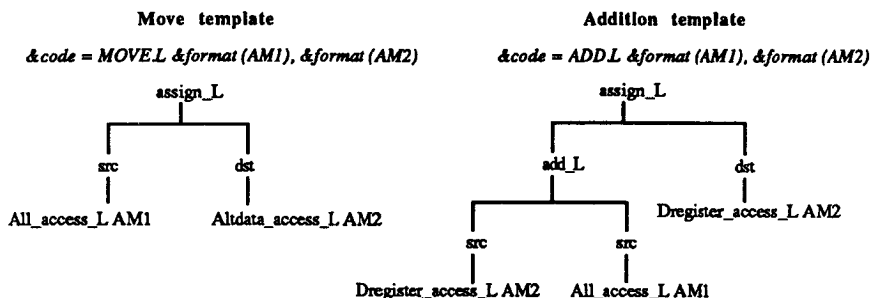 Move template
&code = MOVE.L &format (AM1), &format (AM2)
assign_L
src dst
All_access_L AM1 Altdata_access_L AM2
Addition template
&code = ADD.L &format (AM1), &format (AM2)
assign_L
add_L dst
Dregister_access_L AM2
src src
Dregister_access_L AM2 All_access_L AM1